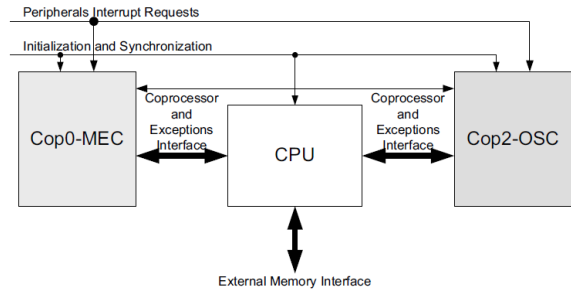 Peripherals Interrupt Requests
Initialization and Synchronization
Coprocessor
and
Exceptions
Interface
Coprocessor
and
Exceptions
Interface
Cop0-MEC
CPU
Cop2-OSC
External Memory Interface